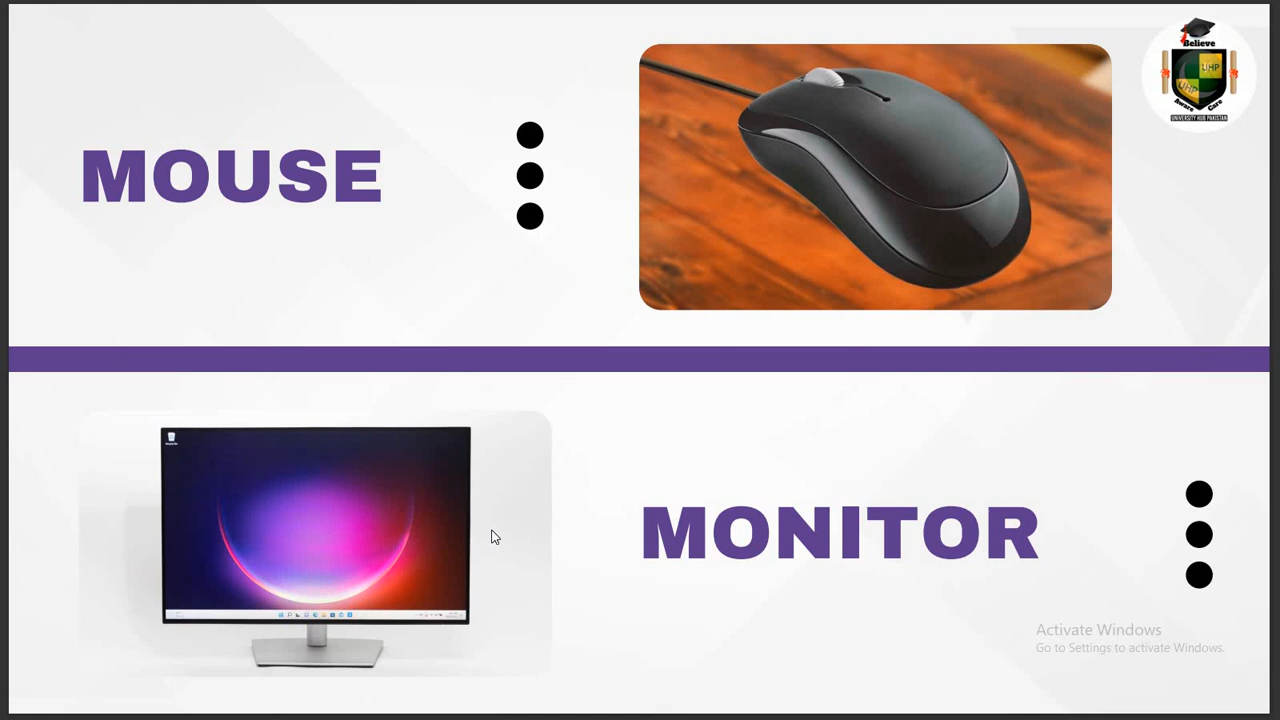 MOUSE
Believe
UHP
UHP
Aware Care
UNIVERSITY HUB PAKISTAN
MONITOR
Activate Windows
Go to Settings to activate Windows.